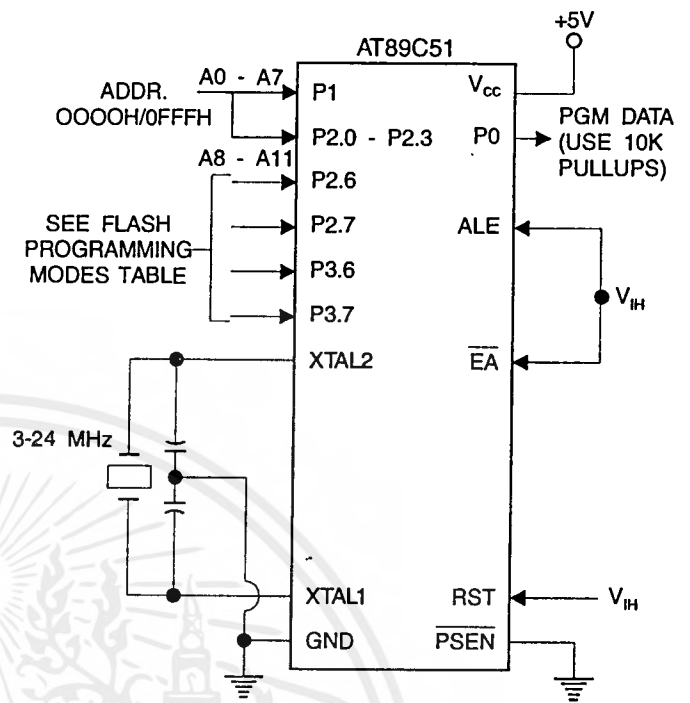 AT89C51
+5V
ADDR.
OOOOH/0FFFH
A0 - A7
P1
P2.0 - P2.3
A8 - A11
P2.6
P2.7
P3.6
P3.7
SEE FLASH
PROGRAMMING
MODES TABLE
XTAL2
3-24 MHz
XTAL1
GND
Vcc
P0
PGM DATA
(USE 10K
PULLUPS)
ALE
VIH
EA
RST
VIH
PSEN